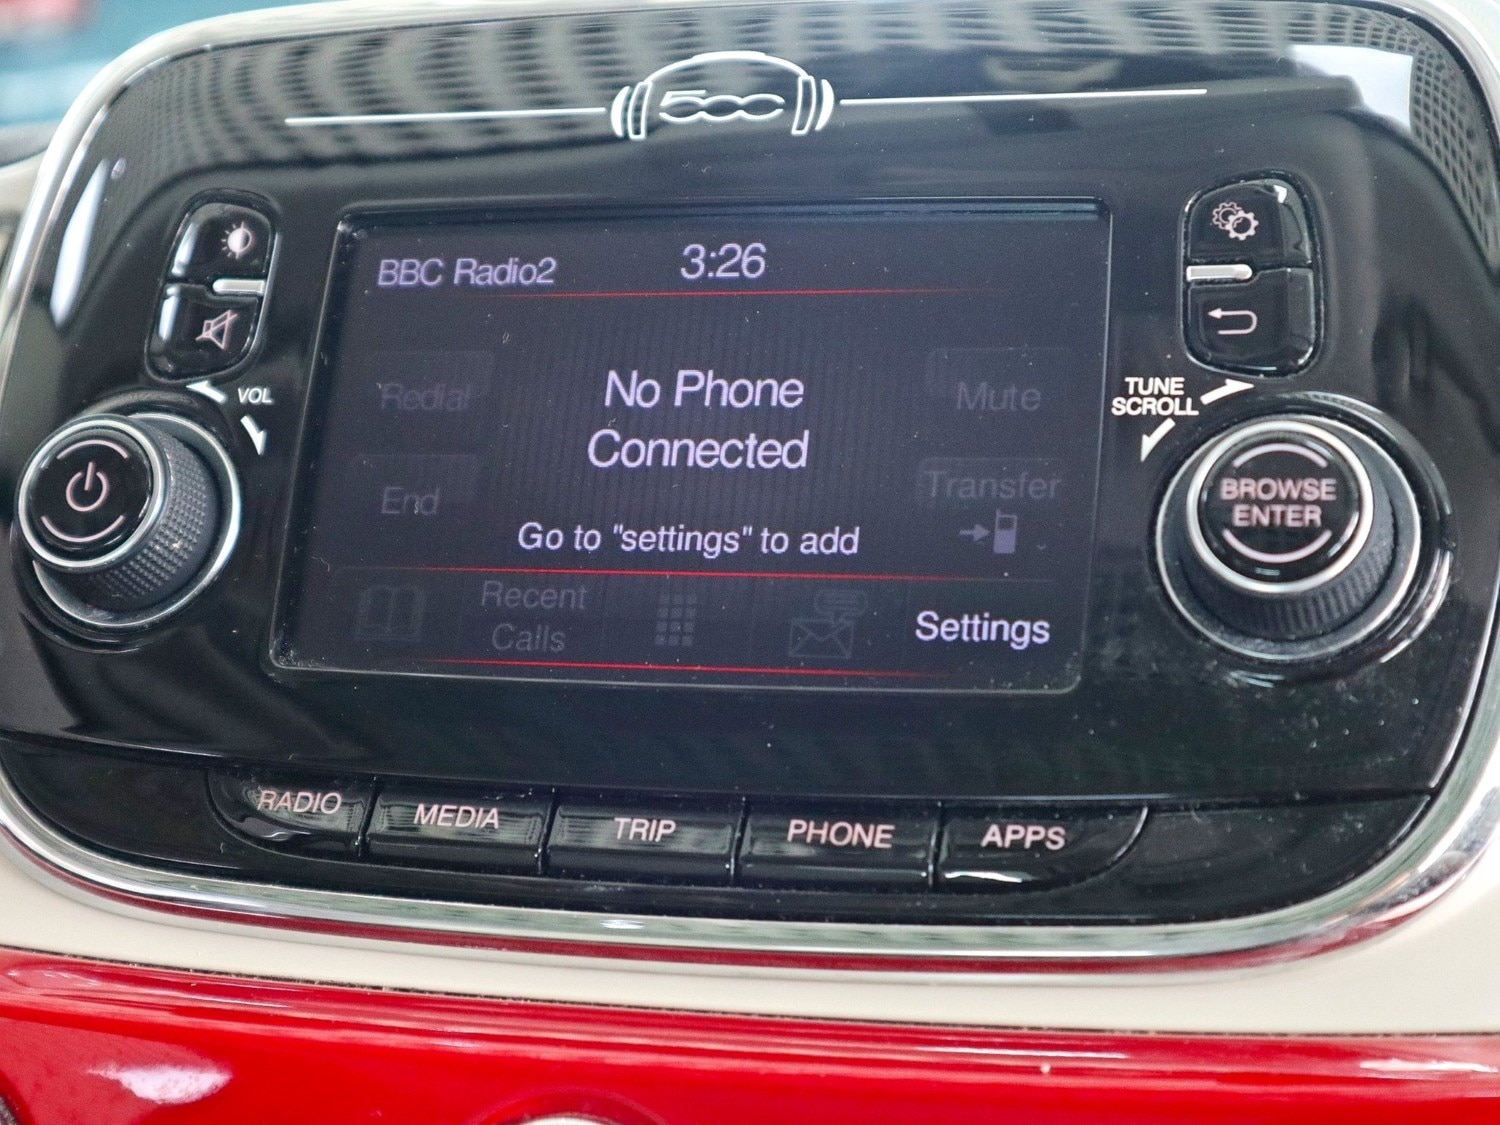 500
BBC Radio2
3:26
No Phone
Connected
Redial
Mute
End
Transfer
Go to "settings" to add
Recent
Calls
Settings
VOL
TUNE
SCROLL
BROWSE
ENTER
RADIO
MEDIA
TRIP
PHONE
APPS